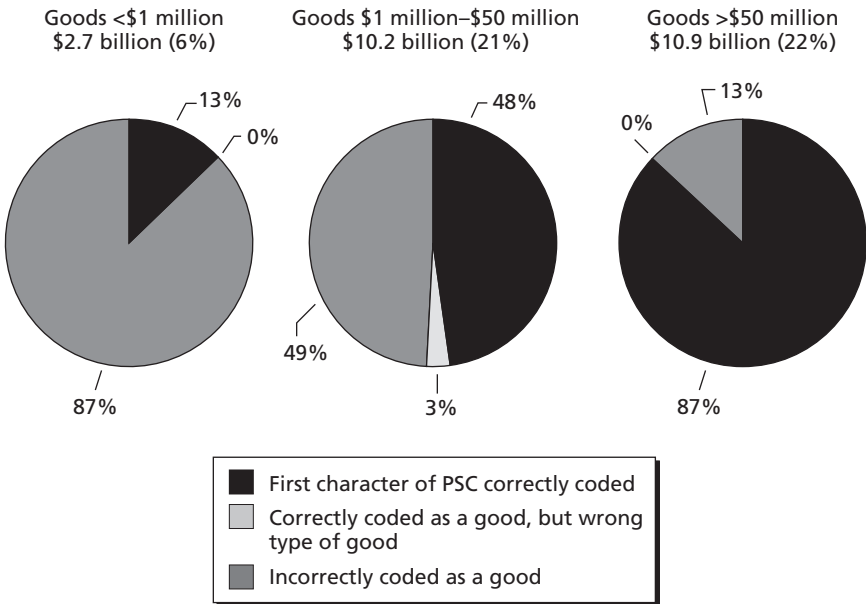 Goods <$1 million
$2.7 billion (6%)
Goods $1 million–$50 million
$10.2 billion (21%)
Goods >$50 million
$10.9 billion (22%)
13%
0%
87%
48%
49%
3%
0%
13%
87%
First character of PSC correctly coded
Correctly coded as a good, but wrong
type of good
Incorrectly coded as a good